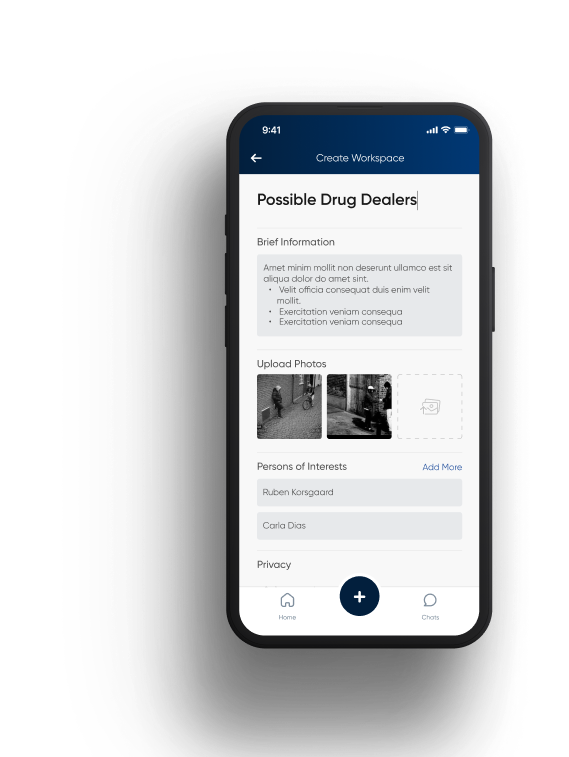 9:41
Create Workspace
Possible Drug Dealers
Brief Information
Amet minim mollit non deserunt ullamco est sit
aliqua dolor do amet sint.
• Velit officia consequat duis enim velit
mollit.
• Exercitation veniam consequa
• Exercitation veniam consequa
Upload Photos
Persons of Interests Add More
Ruben Korsgaard
Carla Dias
Privacy
Home Chats